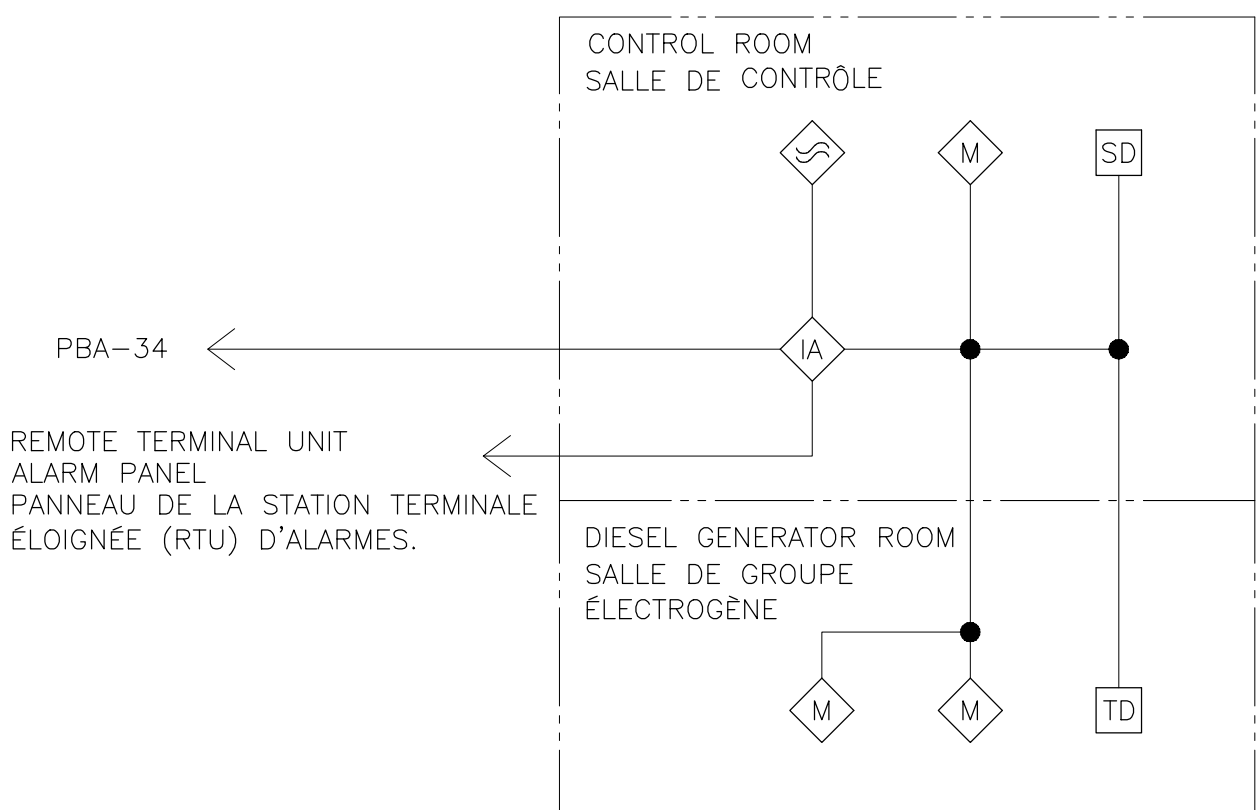 CONTROL ROOM
SALLE DE CONTRÔLE
M
SD
PBA-34
IA
REMOTE TERMINAL UNIT
ALARM PANEL
PANNEAU DE LA STATION TERMINALE
ÉLOIGNÉE (RTU) D'ALARMES.
DIESEL GENERATOR ROOM
SALLE DE GROUPE
ÉLECTROGÈNE
M
M
TD